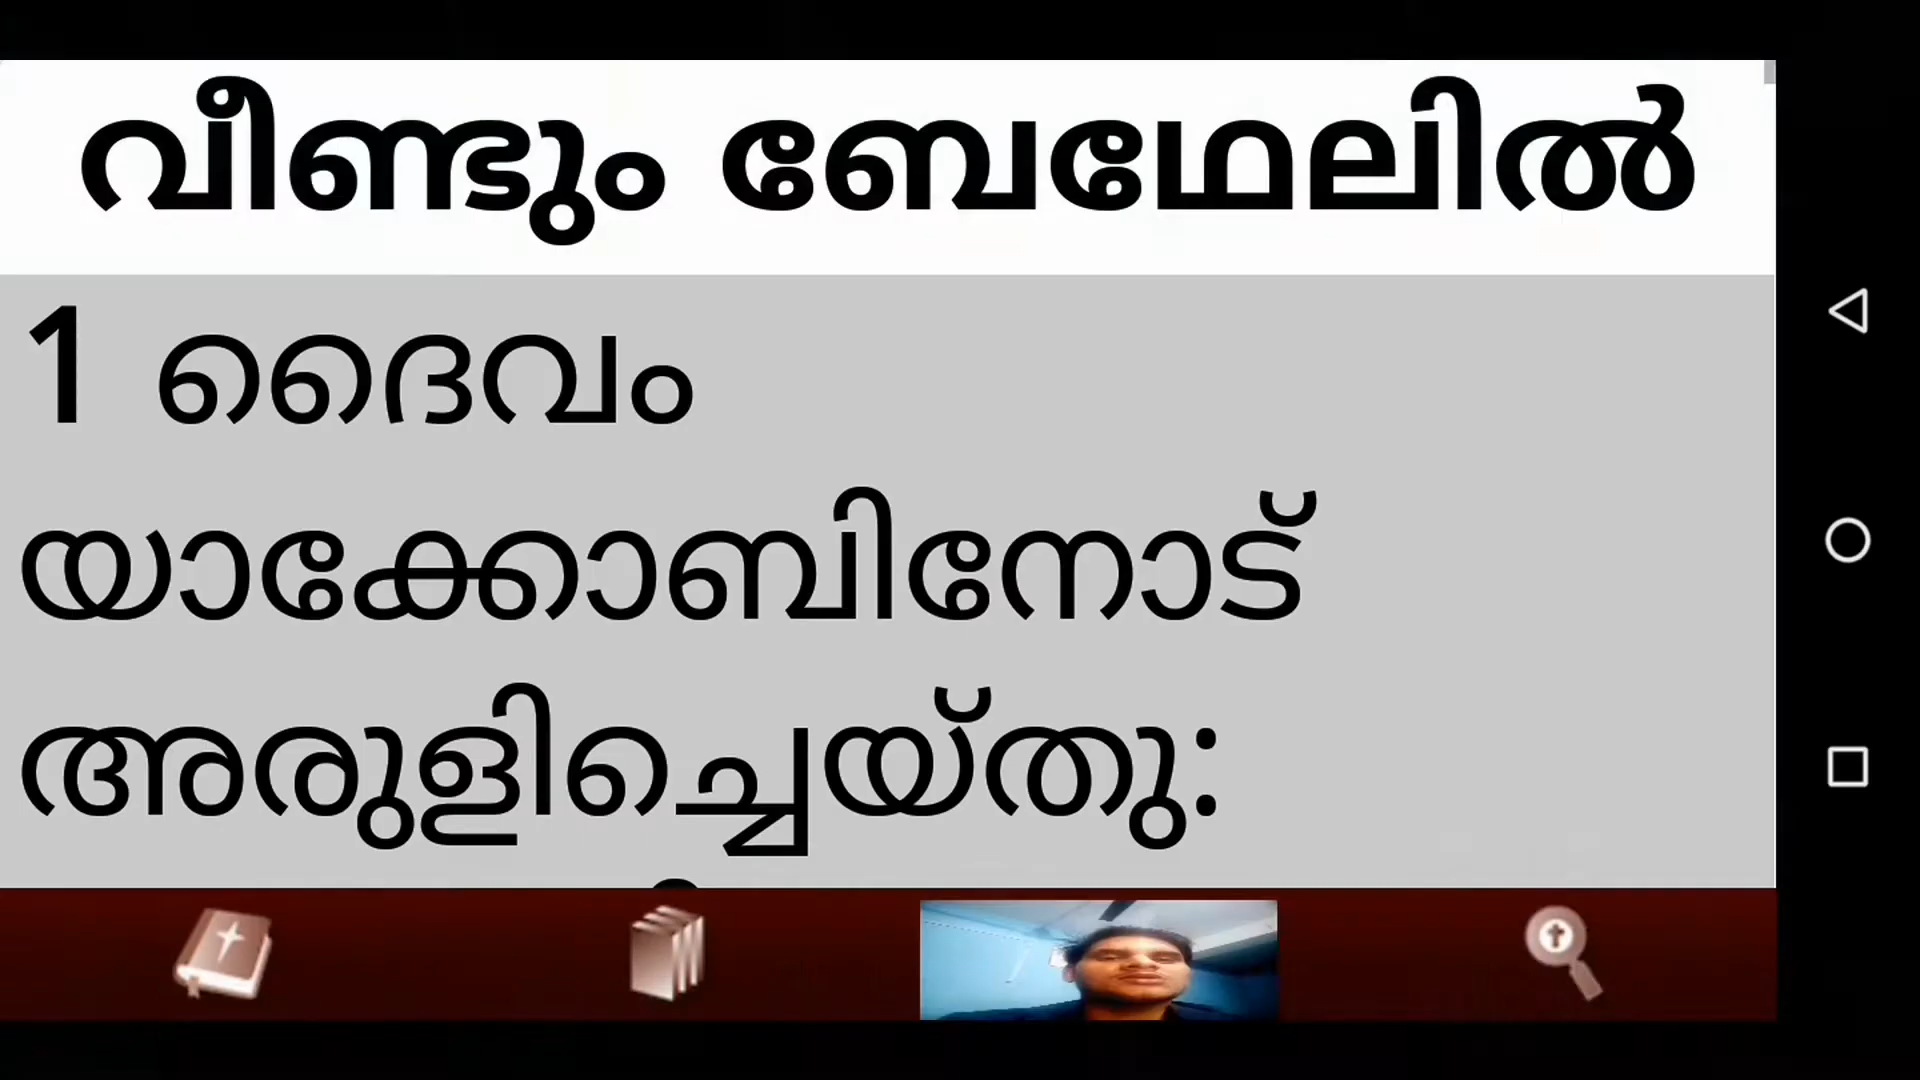 വീണ്ടും ബേഥേലിൽ
1 ദൈവം
യാക്കോബിനോട്
അരുളിച്ചെയ്തു: